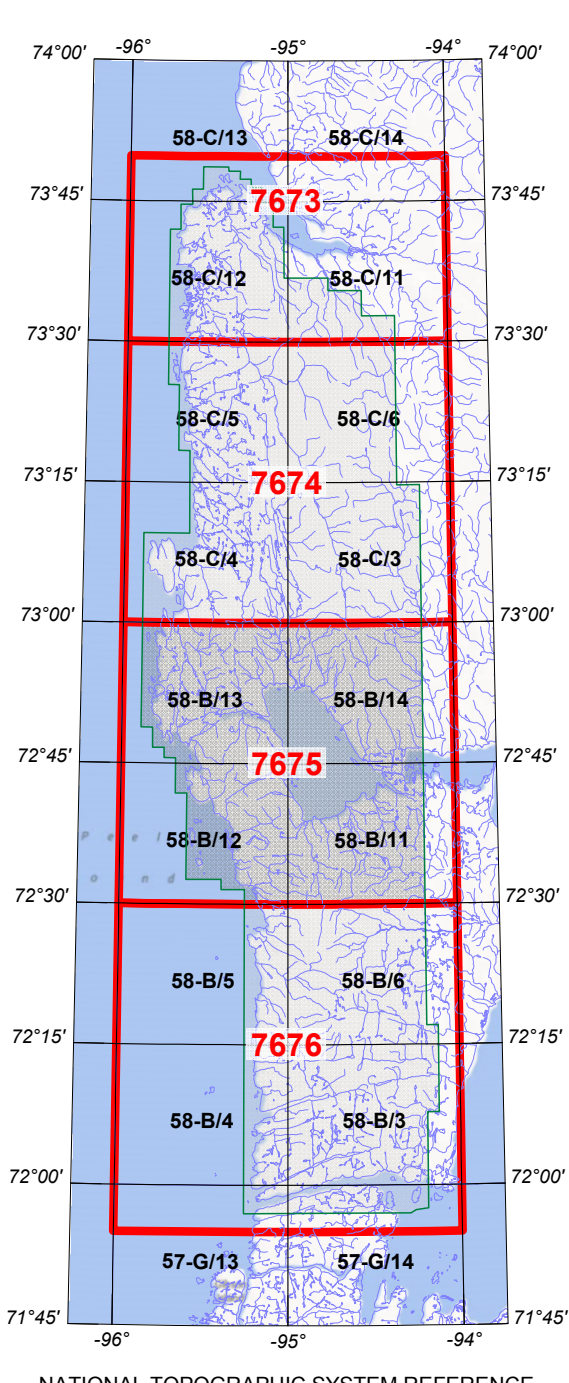 -96° -95° -94°
74°00' 74°00'
58-C/13 58-C/14
73°45' 7673 73°45'
58-C/12 58-C/11
73°30' 73°30'
58-C/5 58-C/6
73°15' 7674 73°15'
58-C/4 58-C/3
73°00' 73°00'
58-B/13 58-B/14
72°45' 7675 72°45'
P e e l
58-B/12 58-B/11
o n d
72°30' 72°30'
58-B/5 58-B/6
72°15' 7676 72°15'
58-B/4 58-B/3
72°00' 72°00'
57-G/13 57-G/14
71°45' 71°45'
-96° -95° -94°
NATIONAL TOPOGRAPHIC SYSTEM REFERENCE